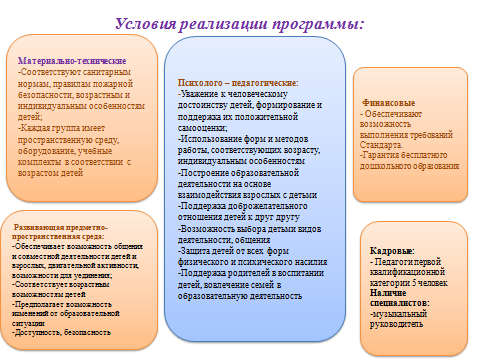 Условия реализации программы:
Материально-технические
-Соответствуют санитарным
нормам, правилам пожарной
безопасности, возрастным и
индивидуальным особенностям
детей;
-Каждая группа имеет
пространственную среду,
оборудование, учебные
комплекты в соответствии с
возрастом детей
Развивающая предметно-
пространственная среда:
-Обеспечивает возможность общения
и совместной деятельности детей и
взрослых, двигательной активности,
возможности для уединения;
-Соответствует возрастным
возможностям детей
-Предполагает возможность
изменений от образовательной
ситуации
-Доступность, безопасность
Психолого – педагогические:
-Уважение к человеческому
достоинству детей, формирование и
поддержка их положительной
самооценки;
-Использование форм и методов
работы, соответствующих возрасту,
индивидуальным особенностям
-Построение образовательной
деятельности на основе
взаимодействия взрослых с детьми
-Поддержка доброжелательного
отношения детей к друг другу
-Возможность выбора детьми видов
деятельности, общения
-Защита детей от всех форм
физического и психического насилия
-Поддержка родителей в воспитании
детей, вовлечение семей в
образовательную деятельность
Финансовые
- Обеспечивают
возможность
выполнения требований
Стандарта.
-Гарантия бесплатного
дошкольного образования
Кадровые:
- Педагоги первой
квалификационной
категории 5 человек
Наличие
специалистов:
-музыкальный
руководитель